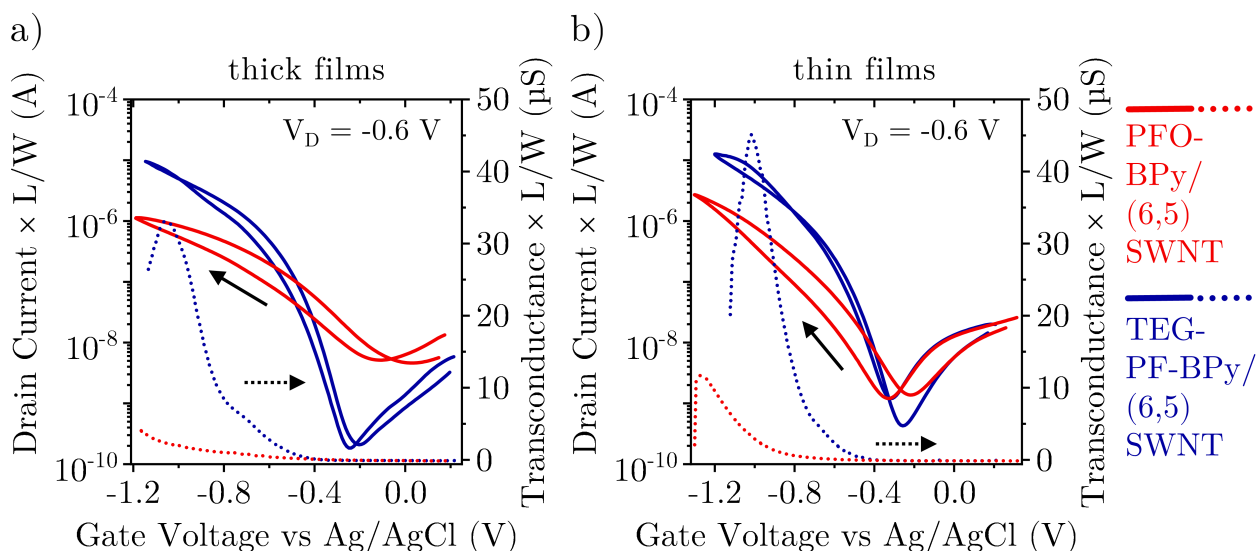 a)
thick films
V_D = -0.6 V
Drain Current × L/W (A)
10^-4
10^-6
10^-8
10^-10
50
40
30
20
10
0
Transconductance × L/W (µS)
-1.2 -0.8 -0.4 0.0
Gate Voltage vs Ag/AgCl (V)
b)
thin films
V_D = -0.6 V
Drain Current × L/W (A)
10^-4
10^-6
10^-8
10^-10
50
40
30
20
10
0
Transconductance × L/W (µS)
-1.2 -0.8 -0.4 0.0
Gate Voltage vs Ag/AgCl (V)
PFO-
BPy/
(6,5)
SWNT
TEG-
PF-BPy/
(6,5)
SWNT